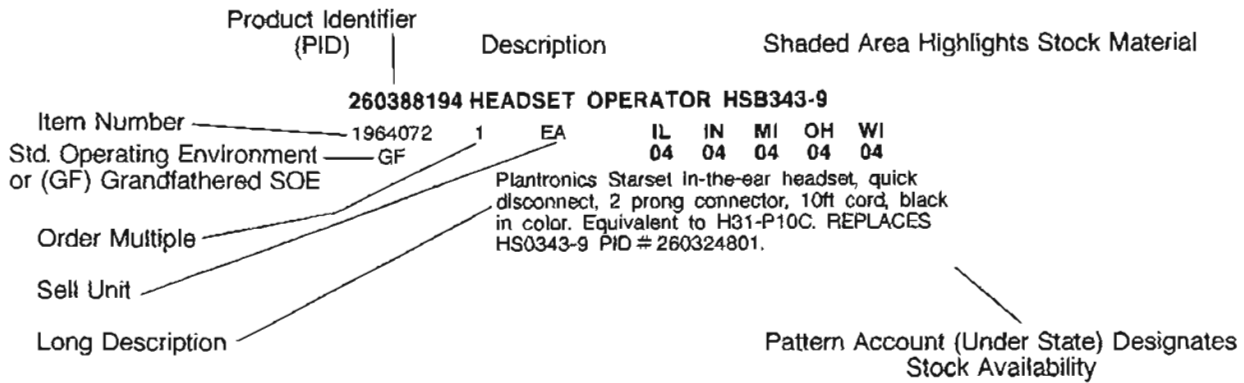 Product Identifier
(PID)
Description
Shaded Area Highlights Stock Material
260388194 HEADSET OPERATOR HSB343-9
Item Number
1964072 1 EA IL IN MI OH WI
Std. Operating Environment
GF 04 04 04 04 04
or (GF) Grandfathered SOE
Plantronics Starset in-the-ear headset, quick
disconnect, 2 prong connector, 10ft cord, black
in color. Equivalent to H31-P10C. REPLACES
HS0343-9 PID # 260324801.
Order Multiple
Sell Unit
Long Description
Pattern Account (Under State) Designates
Stock Availability